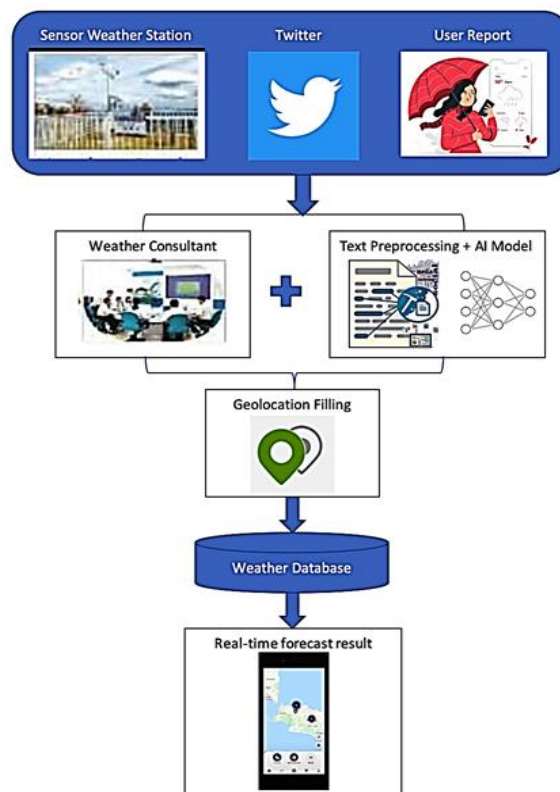 Sensor Weather Station
Twitter
User Report
Weather Consultant
Text Preprocessing + AI Model
Geolocation Filling
Weather Database
Real-time forecast result